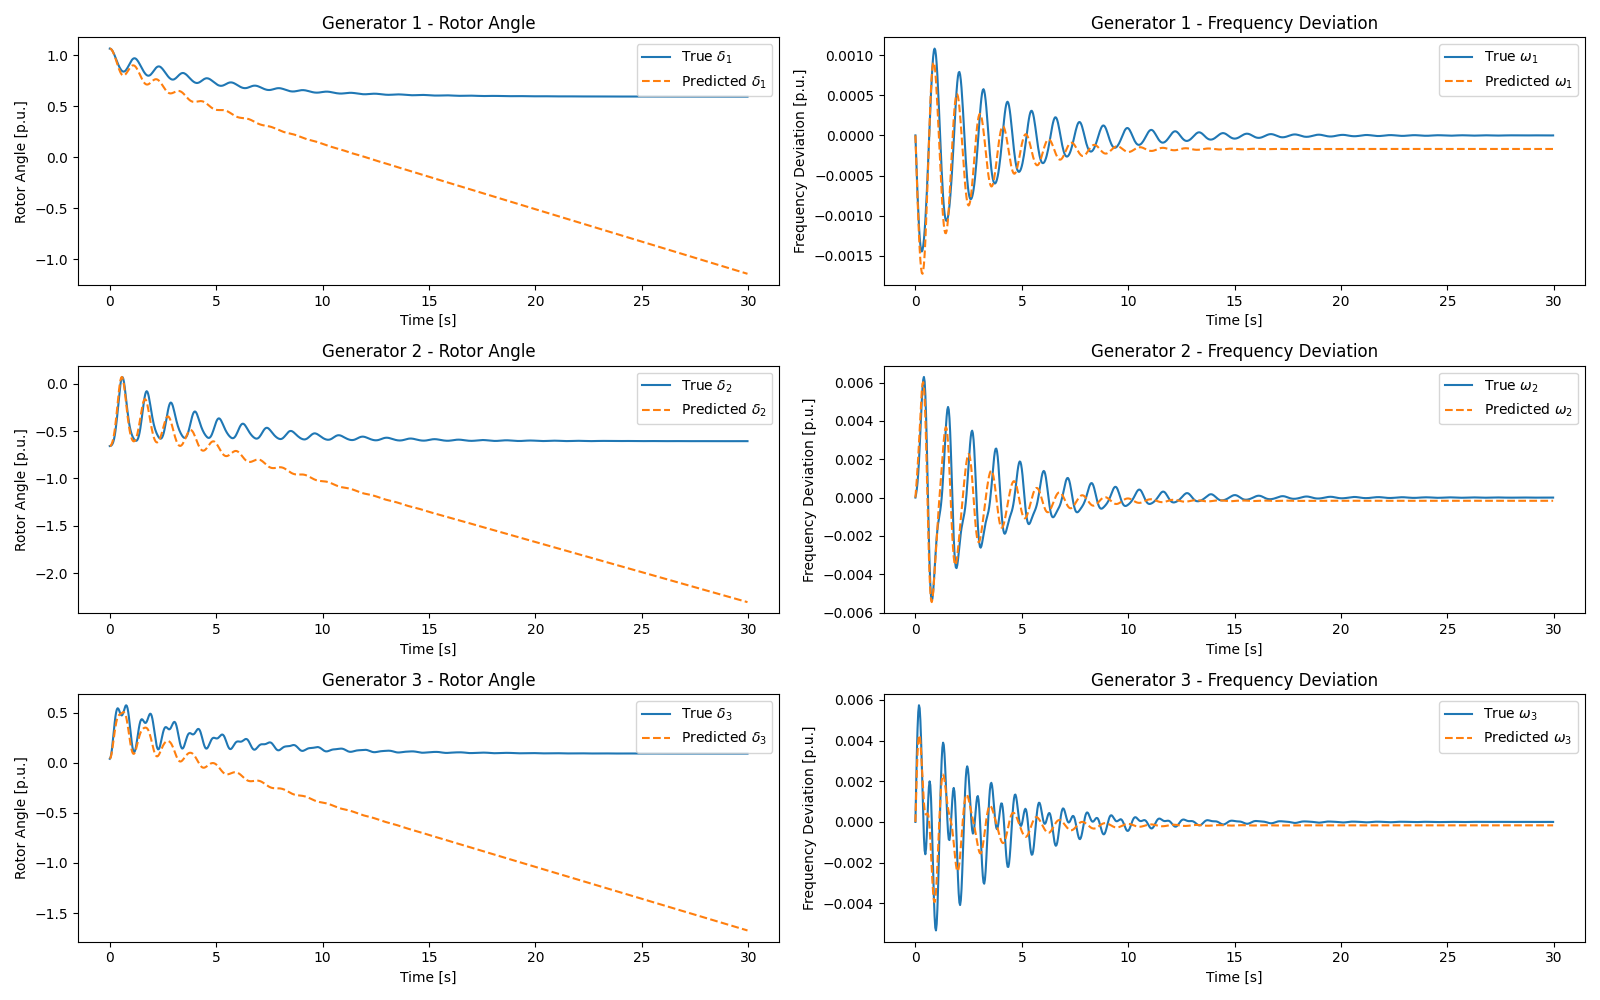 Generator 1 - Rotor Angle
Rotor Angle [p.u.]
1.0
0.5
0.0
−0.5
−1.0
True δ1
Predicted δ1
0 5 10 15 20 25 30
Time [s]
Generator 1 - Frequency Deviation
Frequency Deviation [p.u.]
0.0010
0.0005
0.0000
−0.0005
−0.0010
−0.0015
True ω1
Predicted ω1
0 5 10 15 20 25 30
Time [s]
Generator 2 - Rotor Angle
Rotor Angle [p.u.]
0.0
−0.5
−1.0
−1.5
−2.0
True δ2
Predicted δ2
0 5 10 15 20 25 30
Time [s]
Generator 2 - Frequency Deviation
Frequency Deviation [p.u.]
0.006
0.004
0.002
0.000
−0.002
−0.004
−0.006
True ω2
Predicted ω2
0 5 10 15 20 25 30
Time [s]
Generator 3 - Rotor Angle
Rotor Angle [p.u.]
0.5
0.0
−0.5
−1.0
−1.5
True δ3
Predicted δ3
0 5 10 15 20 25 30
Time [s]
Generator 3 - Frequency Deviation
Frequency Deviation [p.u.]
0.006
0.004
0.002
0.000
−0.002
−0.004
True ω3
Predicted ω3
0 5 10 15 20 25 30
Time [s]